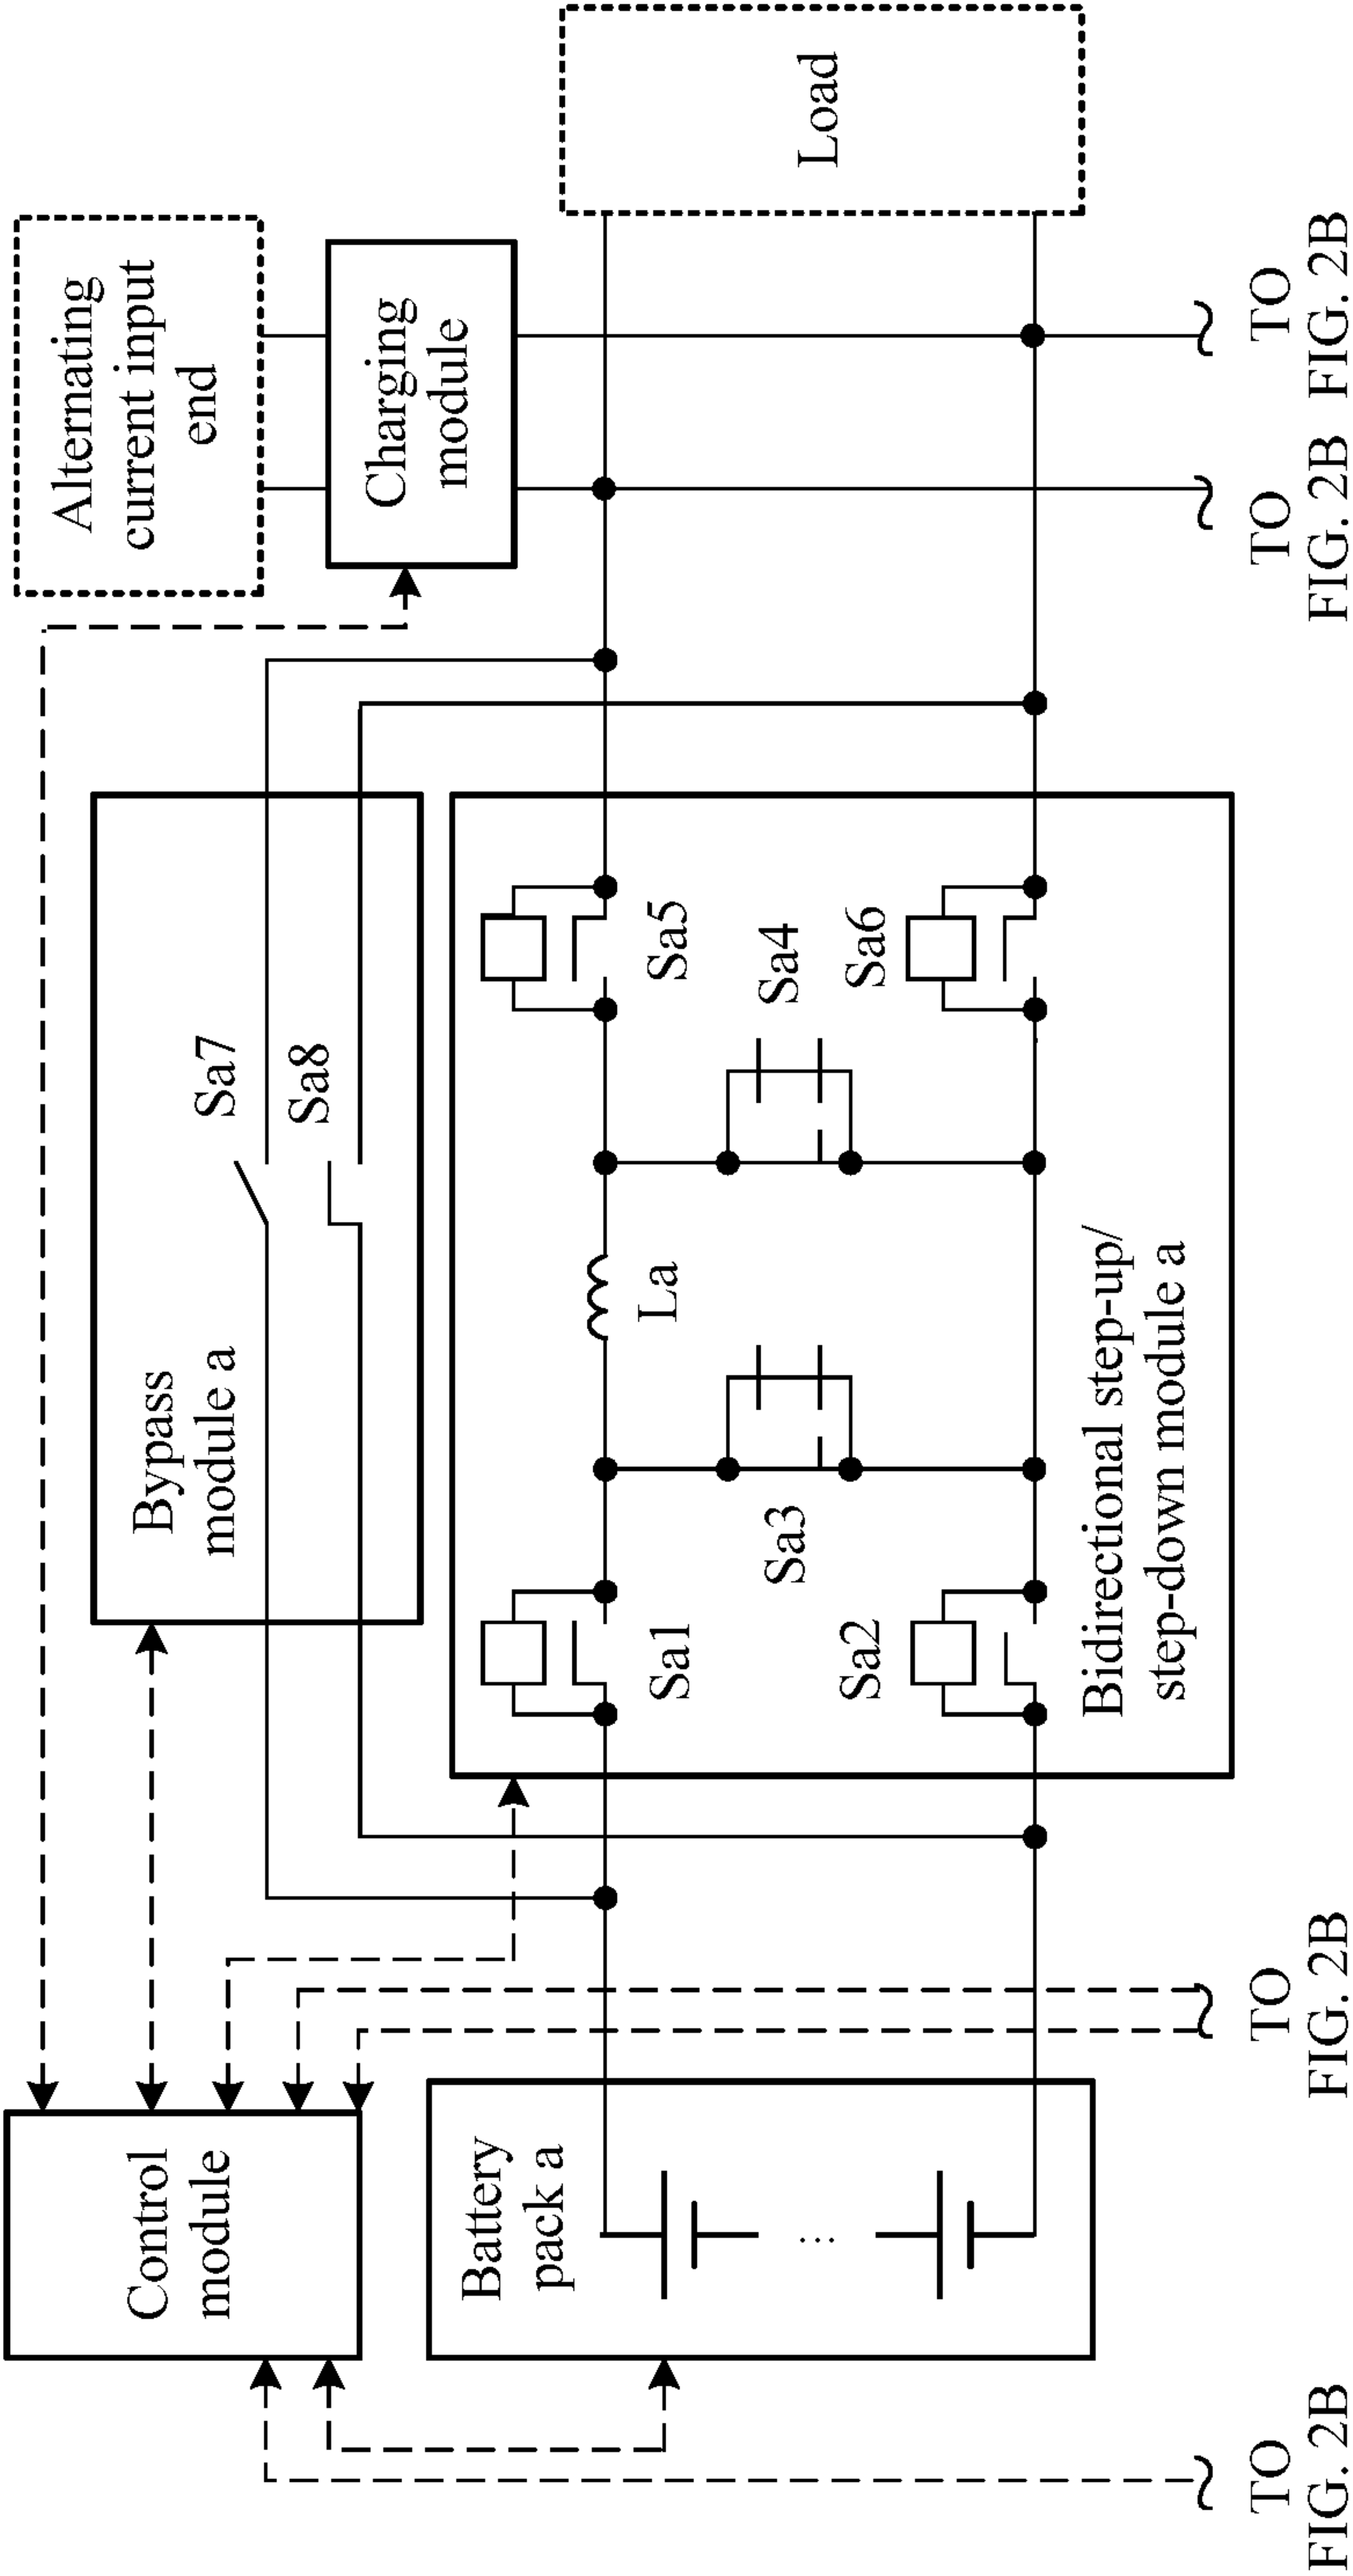 Alternating
current input
end
Control
module
Bypass
module a
Sa7
Sa8
Charging
module
Load
Battery
pack a
Sa1
Sa5
La
Sa3
Sa4
Sa2
Sa6
Bidirectional step-up/
step-down module a
TO
FIG. 2B
TO
FIG. 2B
TO
FIG. 2B
TO
FIG. 2B